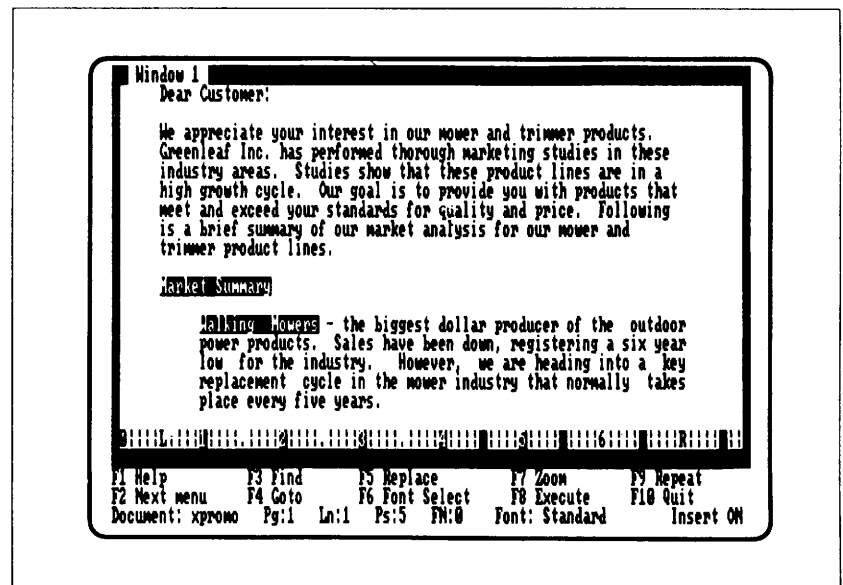 Window 1
Dear Customer:
We appreciate your interest in our mower and trimmer products.
Greenleaf Inc. has performed thorough marketing studies in these
industry areas. Studies show that these product lines are in a
high growth cycle. Our goal is to provide you with products that
meet and exceed your standards for quality and price. Following
is a brief summary of our market analysis for our mower and
trimmer product lines.
Market Summary
Walking Mowers - the biggest dollar producer of the outdoor
power products. Sales have been down, registering a six year
low for the industry. However, we are heading into a key
replacement cycle in the mower industry that normally takes
place every five years.
L 1 2 3 4 5 6 R
F1 Help F3 Find F5 Replace F7 Zoom F9 Repeat
F2 Next menu F4 Goto F6 Font Select F8 Execute F10 Quit
Document: xpromo Pg:1 Ln:1 Ps:5 FN:0 Font: Standard Insert ON